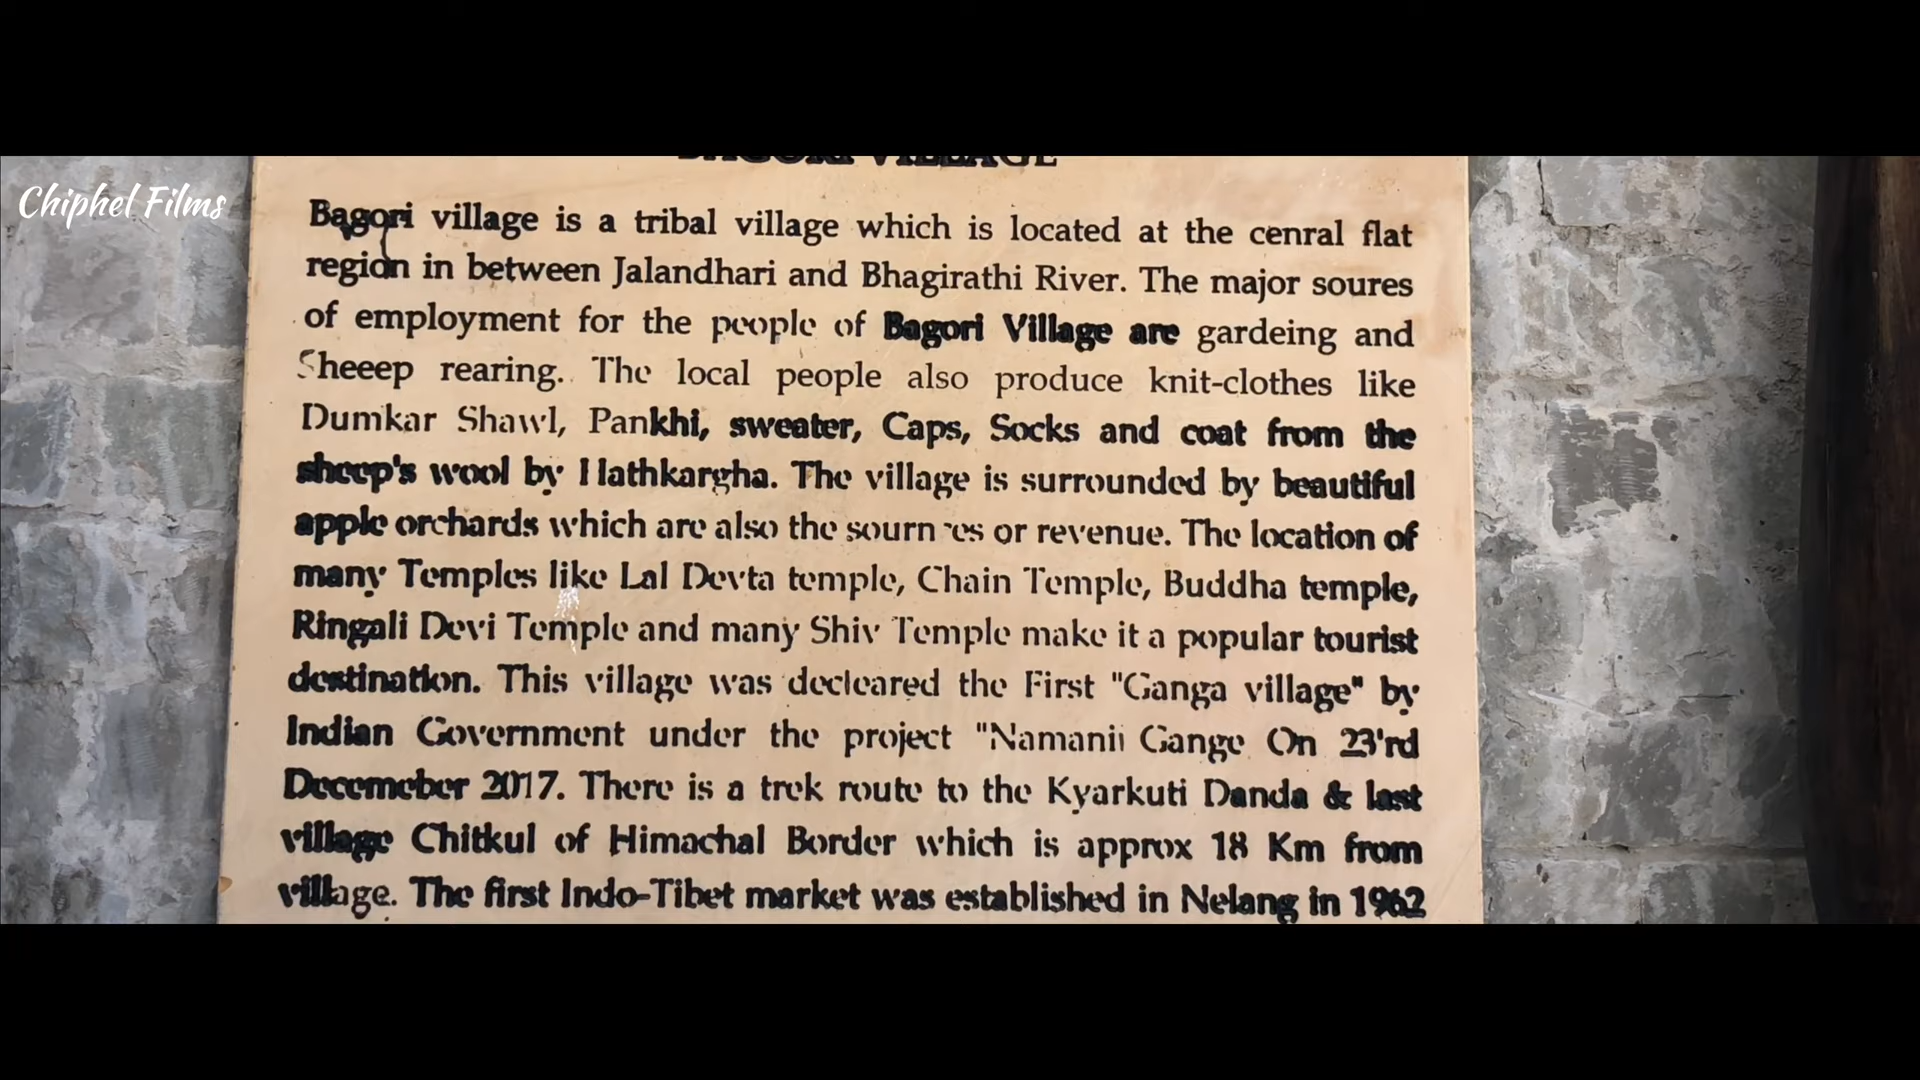 BAGORI VILLAGE
Chiphel Films
Bagori village is a tribal village which is located at the cenral flat
region in between Jalandhari and Bhagirathi River. The major soures
of employment for the people of Bagori Village are gardeing and
Sheeep rearing. The local people also produce knit-clothes like
Dumkar Shawl, Pankhi, sweater, Caps, Socks and coat from the
sheep's wool by Hathkargha. The village is surrounded by beautiful
apple orchards which are also the or revenue. The location of
many Temples like Lal Devta temple, Chain Temple, Buddha temple,
Ringali Devi Temple and many Shiv Temple make it a popular tourist
destination. This village was decleared the First "Ganga village" by
Indian Government under the project "Namanii Gange On 23'rd
Decemeber 2017. There is a trek route to the Kyarkuti Danda & last
village Chitkul of Himachal Border which is approx 18 Km from
village. The first Indo-Tibet market was established in Nelang in 1962